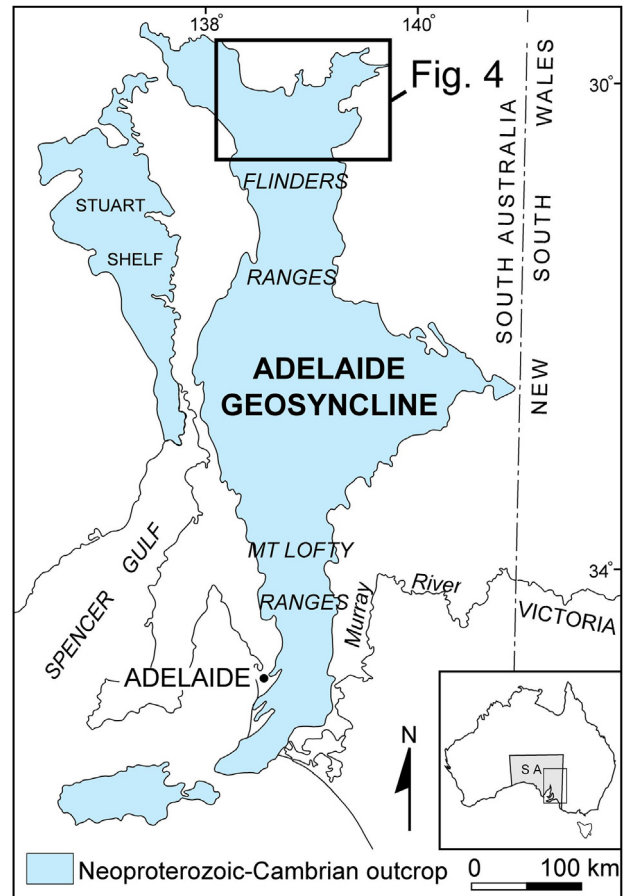 138°
140°
Fig. 4
30°
FLINDERS
STUART
SHELF
RANGES
SOUTH AUSTRALIA
NEW SOUTH WALES
ADELAIDE
GEOSYNCLINE
SPENCER GULF
MT LOFTY
RANGES
Murray River
34°
VICTORIA
ADELAIDE
N
S A
Neoproterozoic-Cambrian outcrop
0 100 km